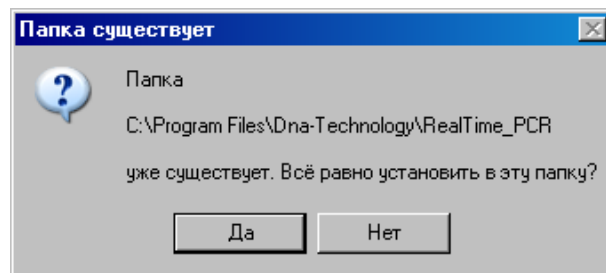 Папка существует
Папка
C:\Program Files\Dna-Technology\RealTime_PCR
уже существует. Всё равно установить в эту папку?
Да
Нет